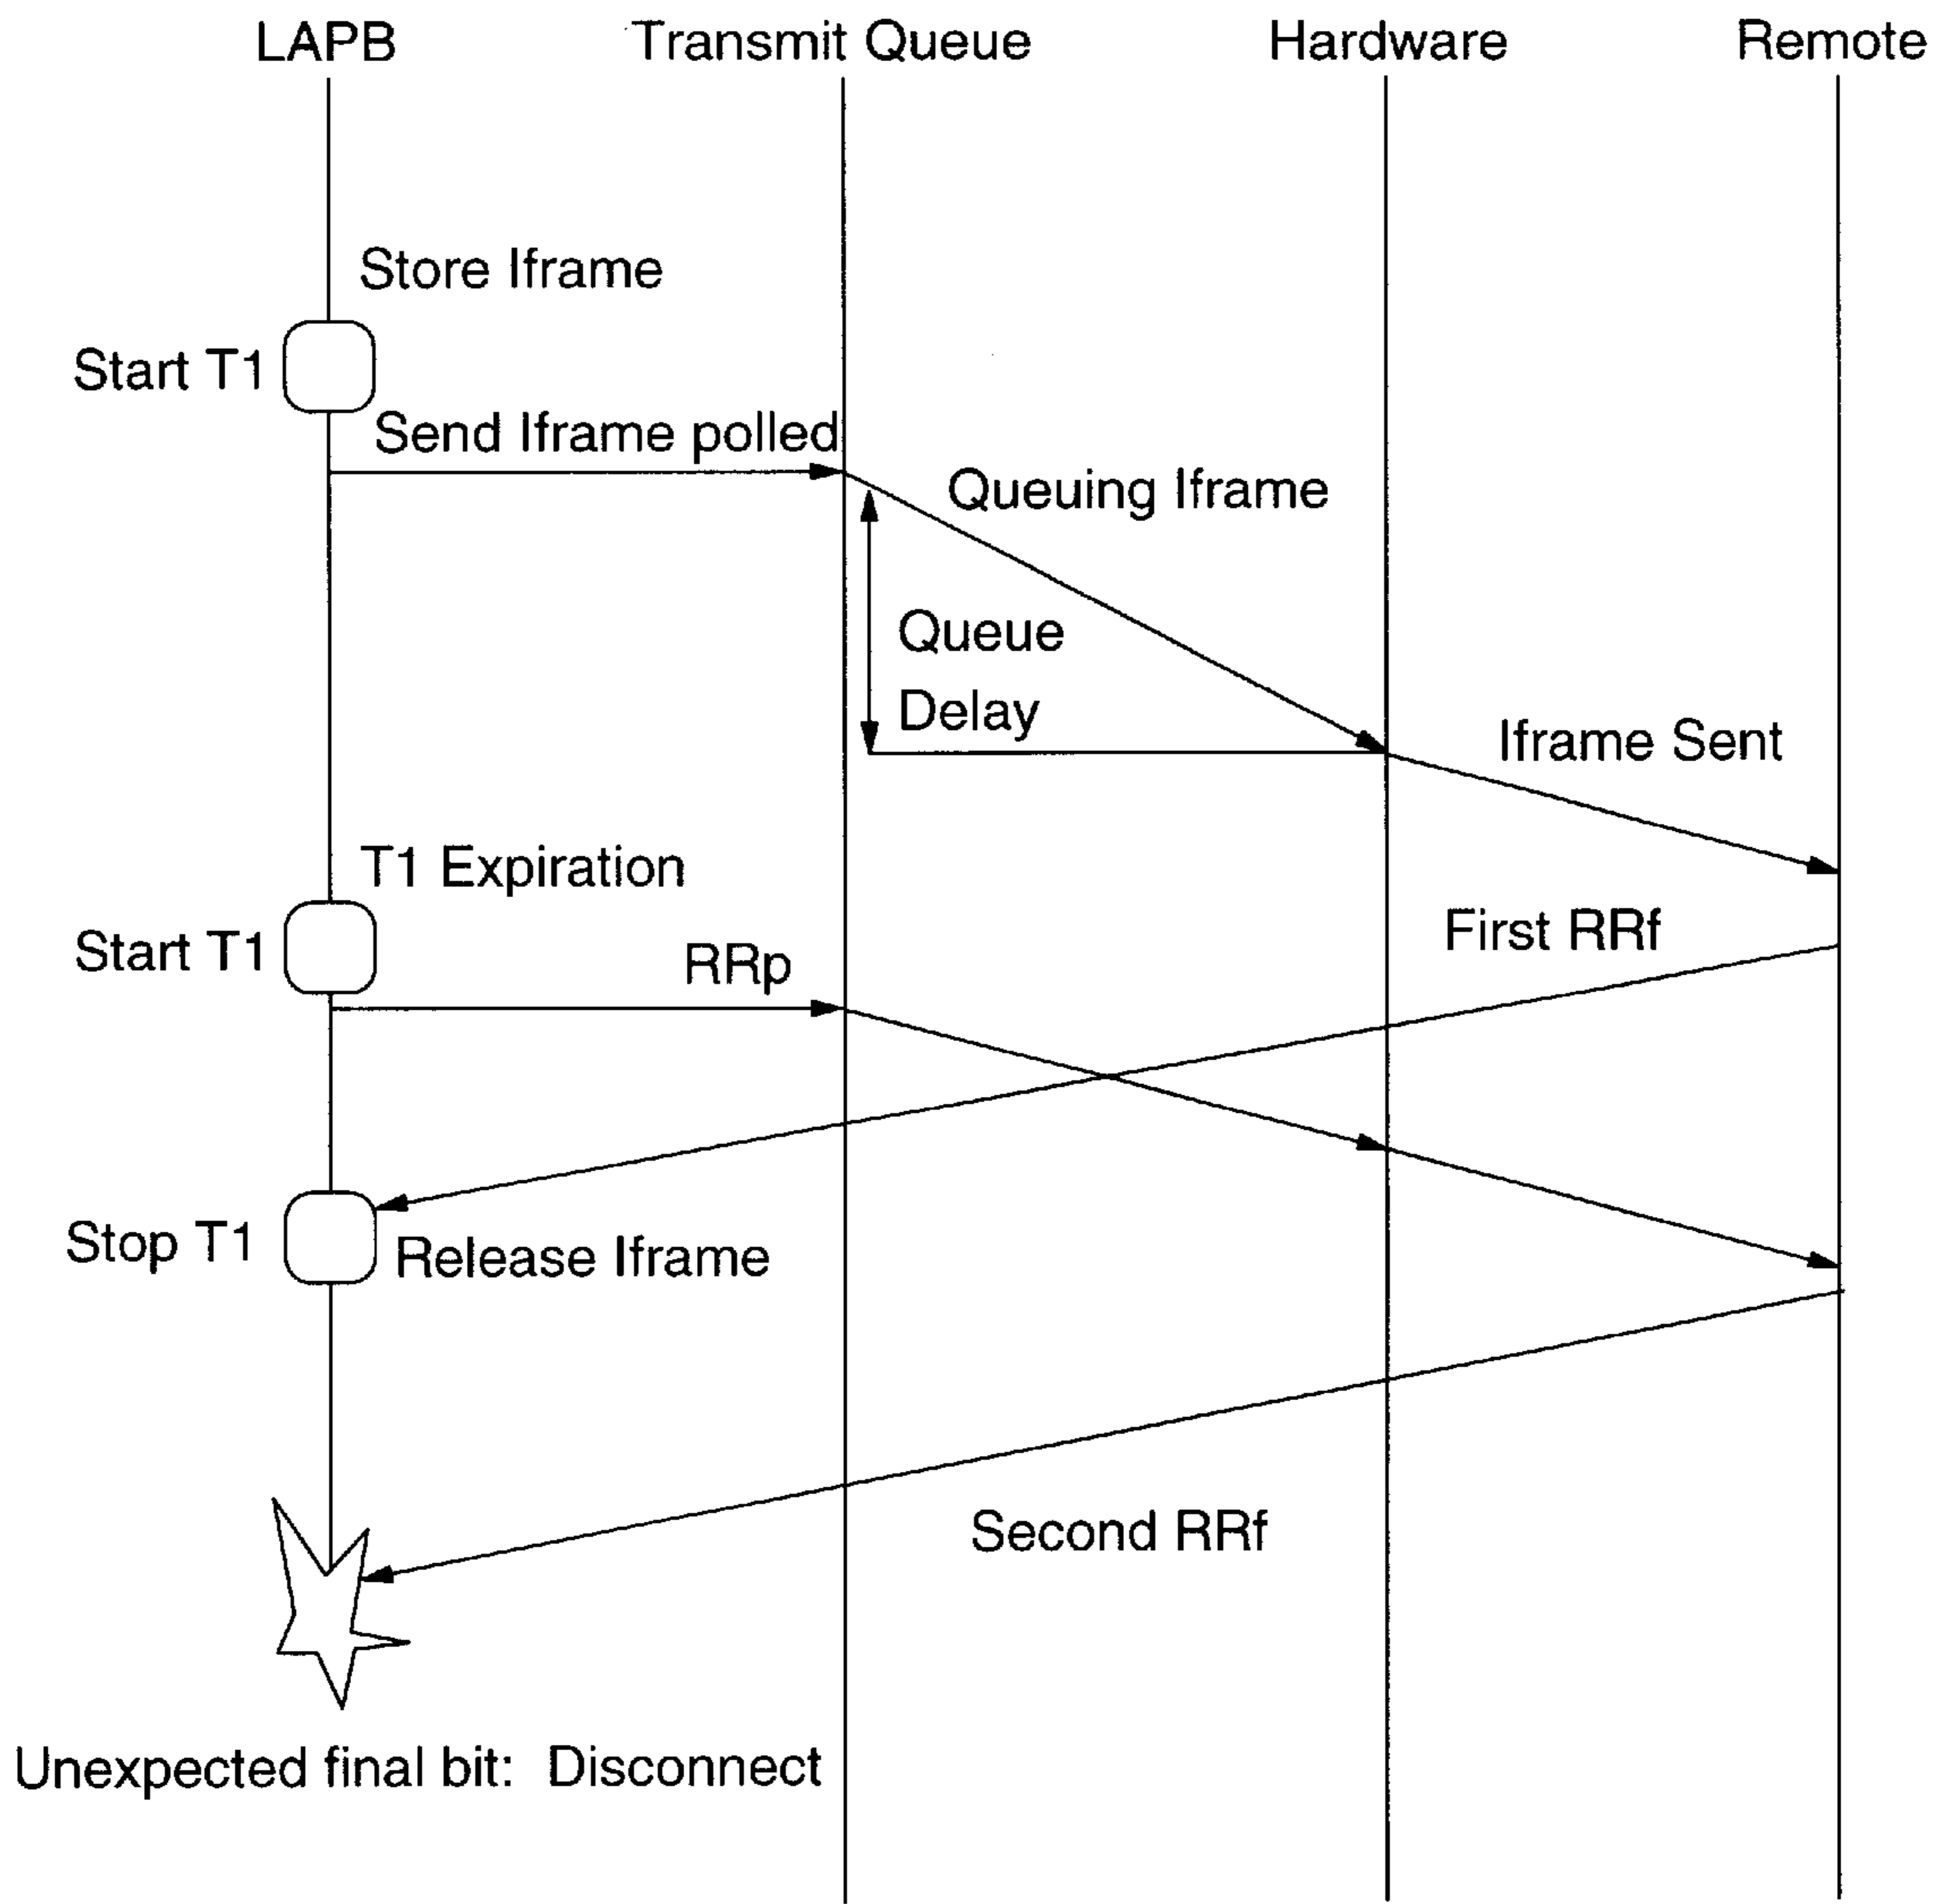 LAPB
Transmit Queue
Hardware
Remote
Store Iframe
Start T1
Send Iframe polled
Queuing Iframe
Queue
Delay
Iframe Sent
T1 Expiration
Start T1
RRp
First RRf
Stop T1
Release Iframe
Second RRf
Unexpected final bit: Disconnect